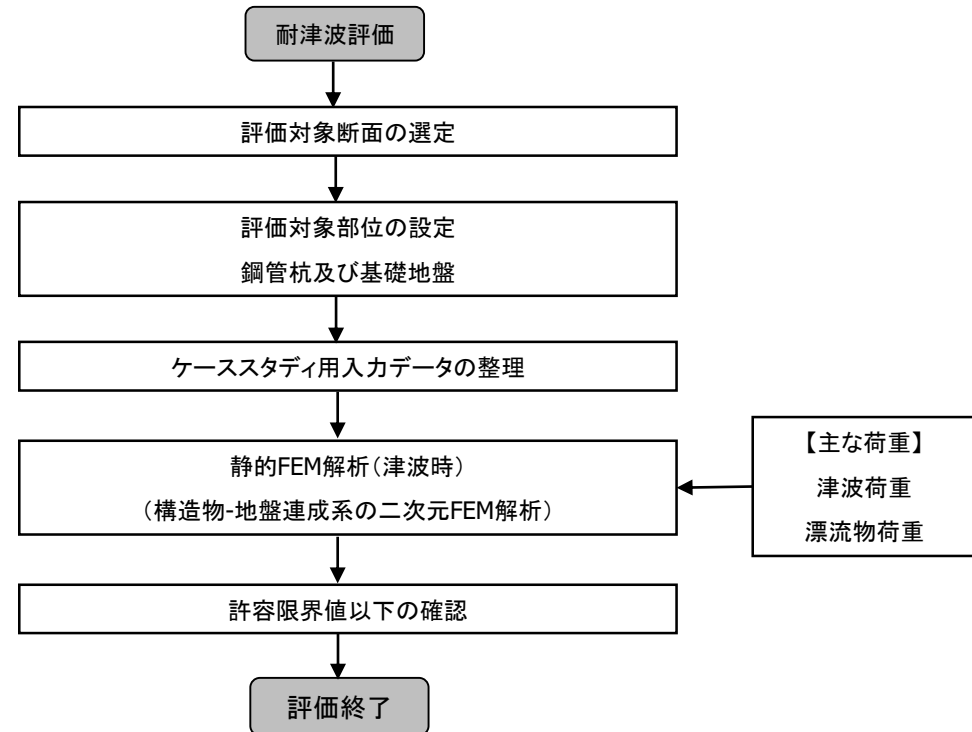 耐津波評価
評価対象断面の選定
評価対象部位の設定
鋼管杭及び基礎地盤
ケーススタディ用入力データの整理
静的FEM解析(津波時)
(構造物-地盤連成系の二次元FEM解析)
【主な荷重】
津波荷重
漂流物荷重
許容限界値以下の確認
評価終了